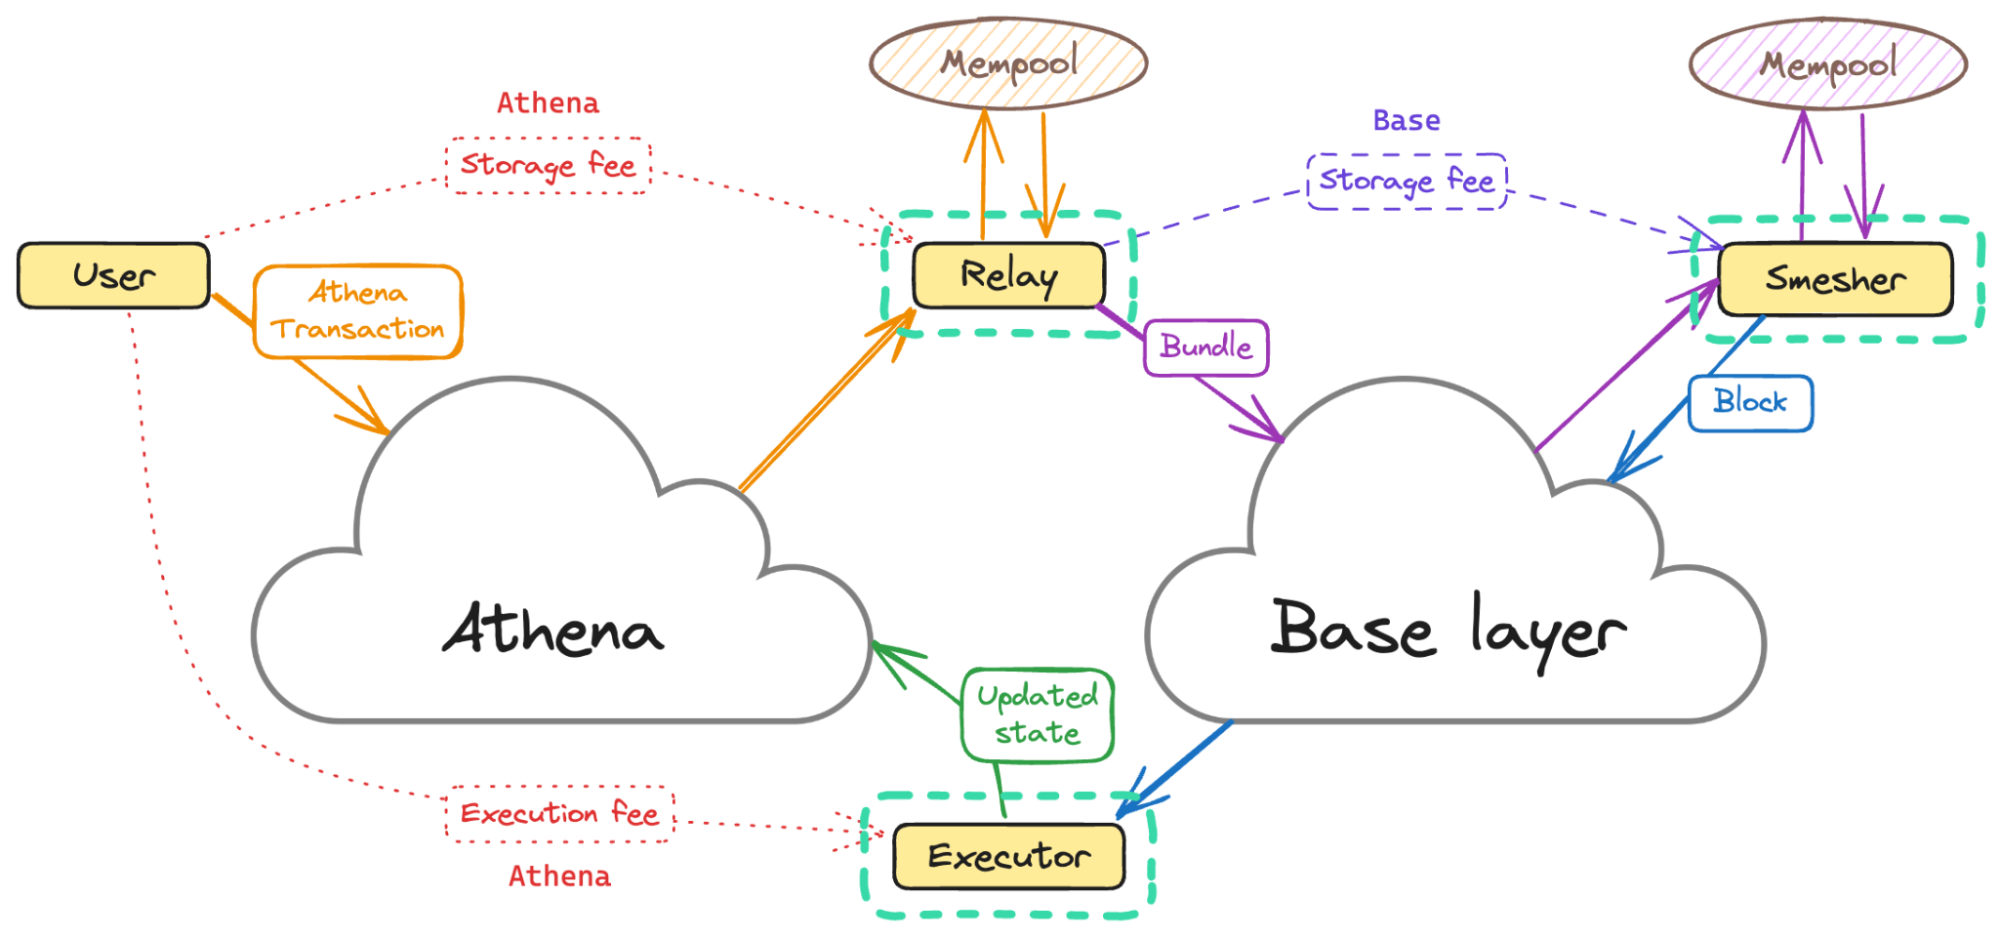 Mempool
Mempool
Athena
Storage fee
Base
Storage fee
User
Athena
Transaction
Relay
Smesher
Bundle
Block
Athena
Base layer
Updated
state
Execution fee
Athena
Executor